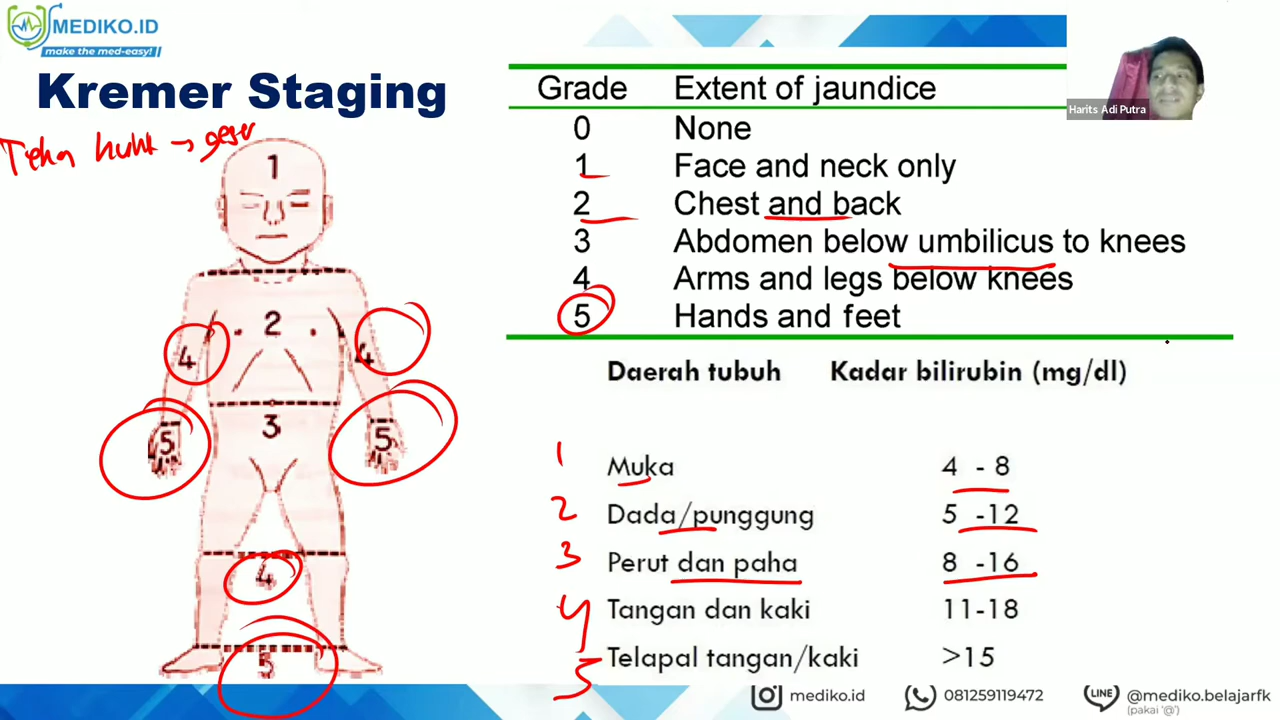 MEDIKO.ID
make the med-easy!
Kremer Staging
Grade Extent of jaundice
0 None
1 Face and neck only
2 Chest and back
3 Abdomen below umbilicus to knees
4 Arms and legs below knees
5 Hands and feet
Harits Adi Putra
1
2
4
4
3
5
5
4
5
Daerah tubuh Kadar bilirubin (mg/dl)
1 Muka 4 - 8
2 Dada/punggung 5 -12
3 Perut dan paha 8 -16
4 Tangan dan kaki 11-18
5 Telapal tangan/kaki >15
mediko.id
081259119472
LINE
@mediko.belajarfk
(pakai '@')